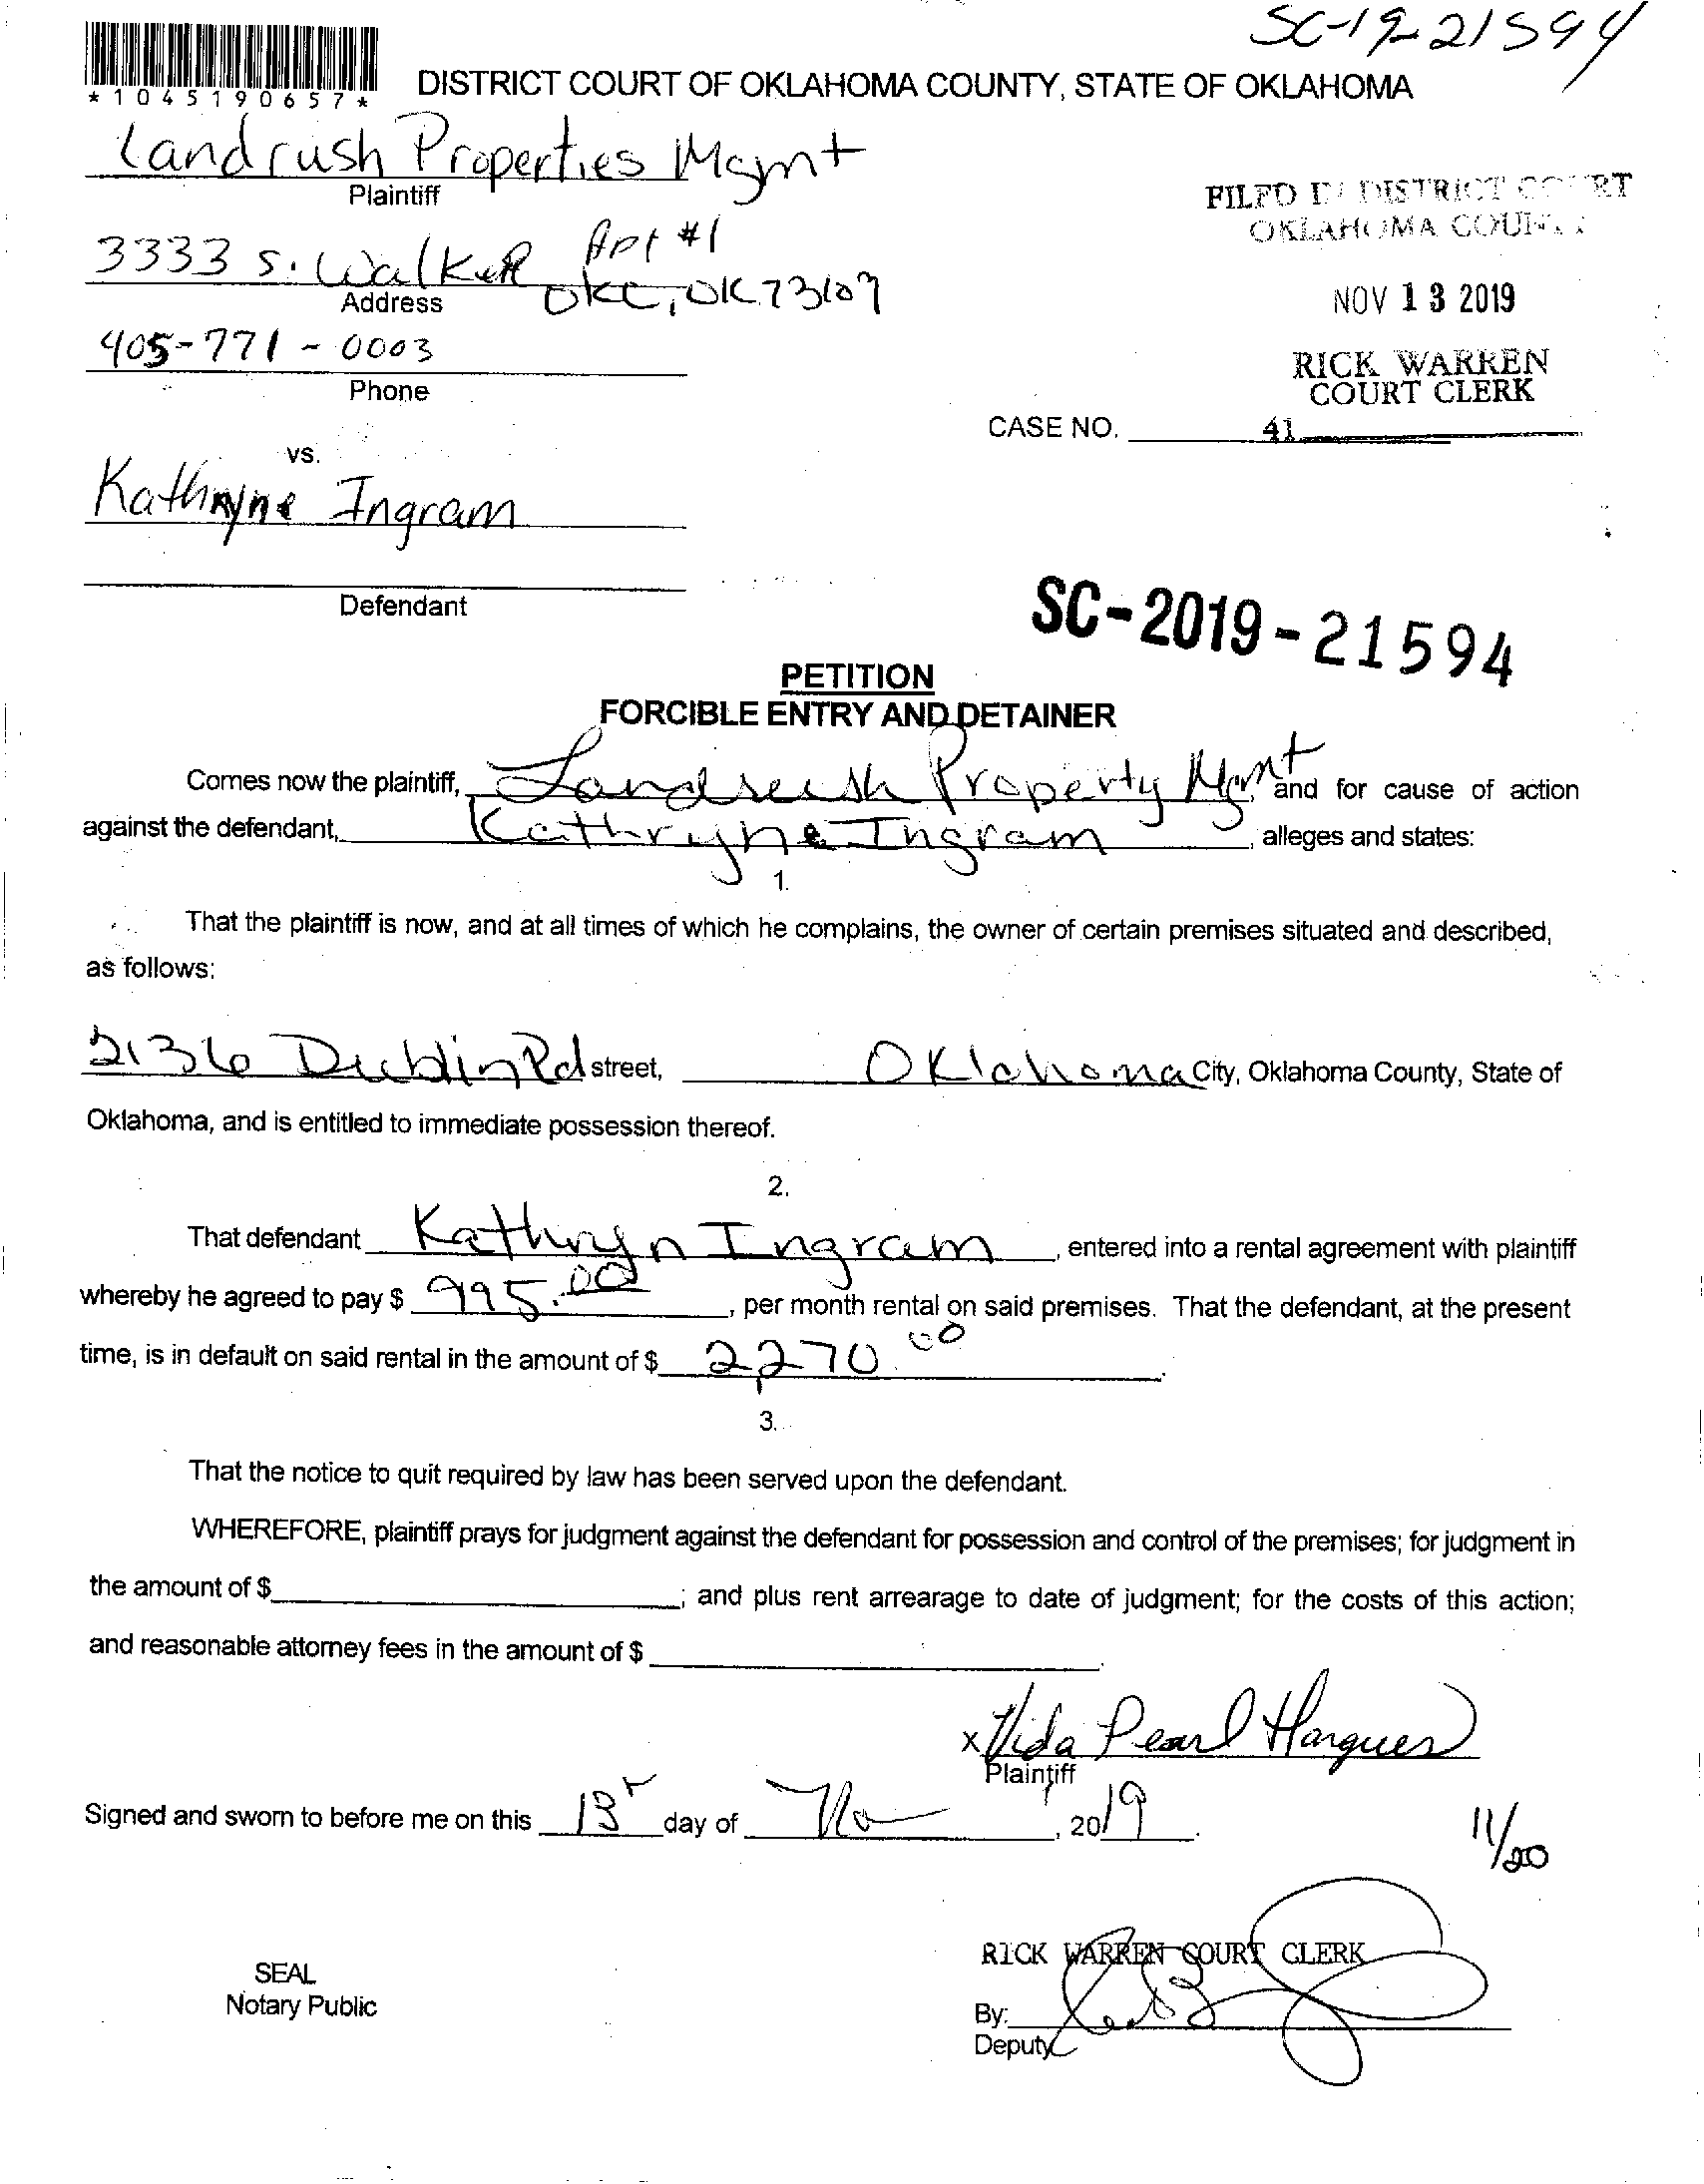 SC-19-21594
*1045190657*
DISTRICT COURT OF OKLAHOMA COUNTY, STATE OF OKLAHOMA
Landrush Properties Mgmt
Plaintiff
FILED IN DISTRICT COURT
OKLAHOMA COUNTY
3333 S. Walker Apt #1
OKC, OK 73109
Address
NOV 13 2019
405-771-0003
Phone
RICK WARREN
COURT CLERK
CASE NO. 41
vs.
Kathryne Ingram
Defendant
SC-2019-21594
PETITION
FORCIBLE ENTRY AND DETAINER
Comes now the plaintiff, Landrush Property Mgmt and for cause of action
against the defendant, Kathryne Ingram, alleges and states:
1.
That the plaintiff is now, and at all times of which he complains, the owner of certain premises situated and described,
as follows:
2136 Dublin Rd street, Oklahoma City, Oklahoma County, State of
Oklahoma, and is entitled to immediate possession thereof.
2.
That defendant Kathryn Ingram, entered into a rental agreement with plaintiff
whereby he agreed to pay $ 995.00, per month rental on said premises. That the defendant, at the present
time, is in default on said rental in the amount of $ 2,270.00.
3.
That the notice to quit required by law has been served upon the defendant.
WHEREFORE, plaintiff prays for judgment against the defendant for possession and control of the premises; for judgment in
the amount of $ ; and plus rent arrearage to date of judgment; for the costs of this action;
and reasonable attorney fees in the amount of $ .
x Vida Pearl Hargues
Plaintiff
Signed and sworn to before me on this 13 day of Nov, 2019.
11/20
RICK WARREN COURT CLERK
SEAL
Notary Public
By:
Deputy